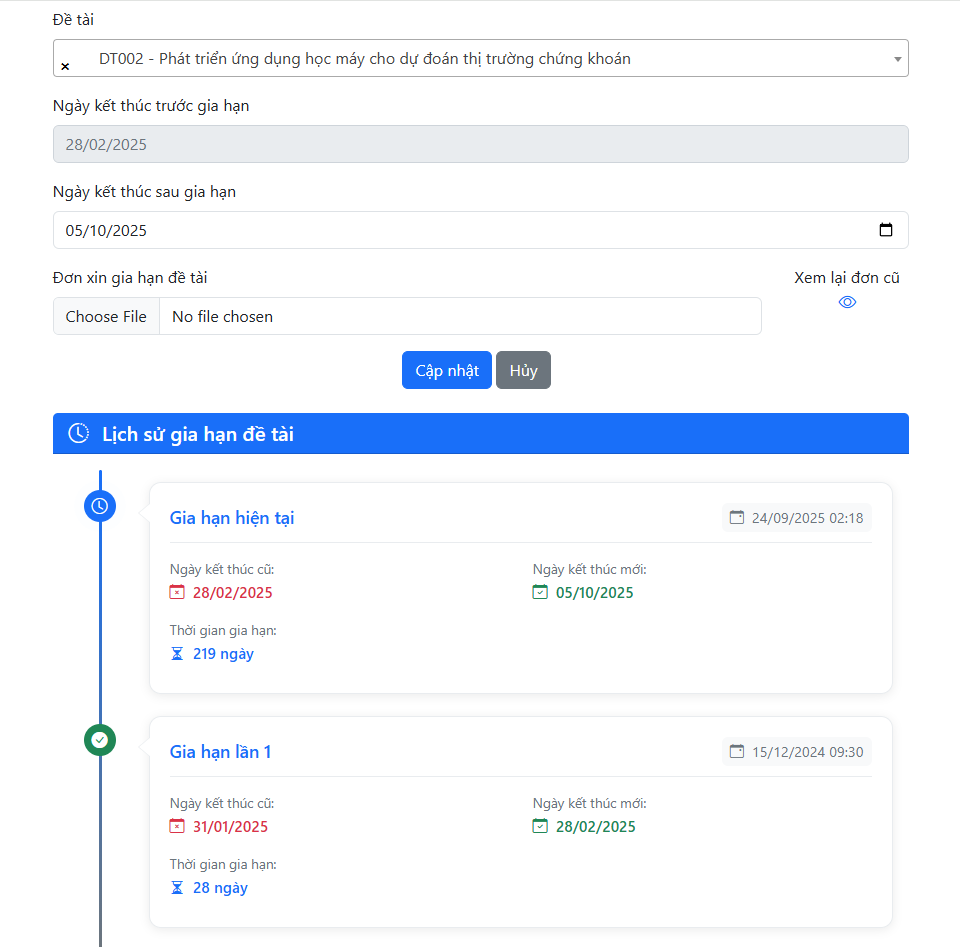 Đề tài
× DT002 - Phát triển ứng dụng học máy cho dự đoán thị trường chứng khoán
Ngày kết thúc trước gia hạn
28/02/2025
Ngày kết thúc sau gia hạn
05/10/2025
Đơn xin gia hạn đề tài
Xem lại đơn cũ
Choose File No file chosen
Cập nhật Hủy
Lịch sử gia hạn đề tài
Gia hạn hiện tại
24/09/2025 02:18
Ngày kết thúc cũ:
28/02/2025
Ngày kết thúc mới:
05/10/2025
Thời gian gia hạn:
219 ngày
Gia hạn lần 1
15/12/2024 09:30
Ngày kết thúc cũ:
31/01/2025
Ngày kết thúc mới:
28/02/2025
Thời gian gia hạn:
28 ngày